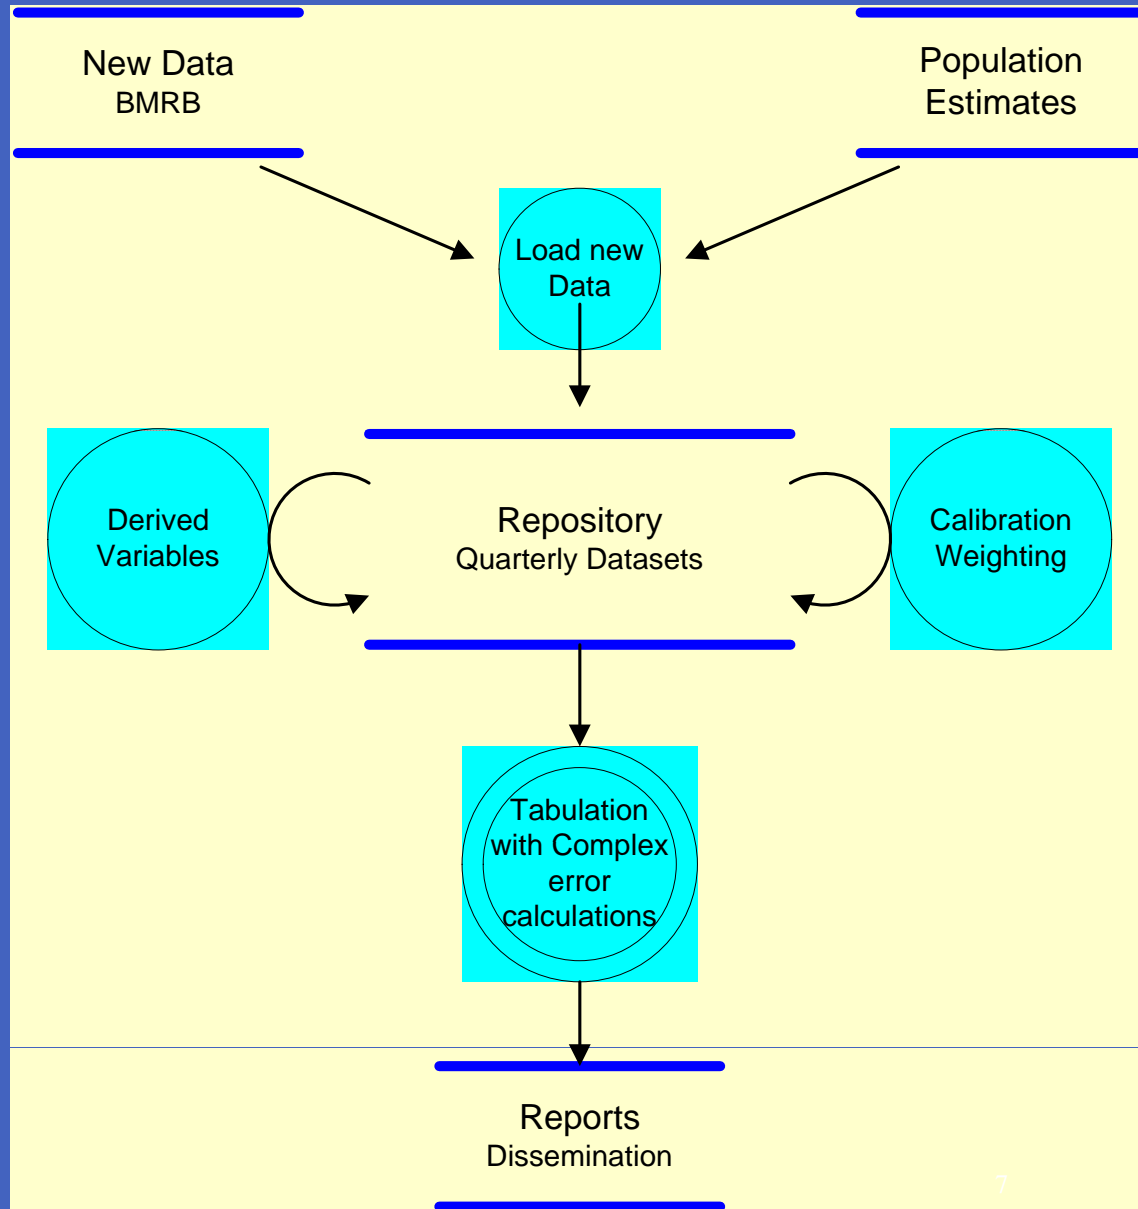 New Data
BMRB
Population
Estimates
Load new
Data
Derived
Variables
Repository
Quarterly Datasets
Calibration
Weighting
Tabulation
with Complex
error
calculations
Reports
Dissemination
7